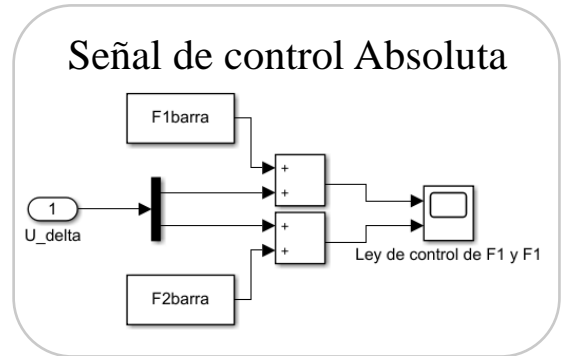 Señal de control Absoluta
F1barra
+
+
1
U_delta
+
+
Ley de control de F1 y F1
F2barra